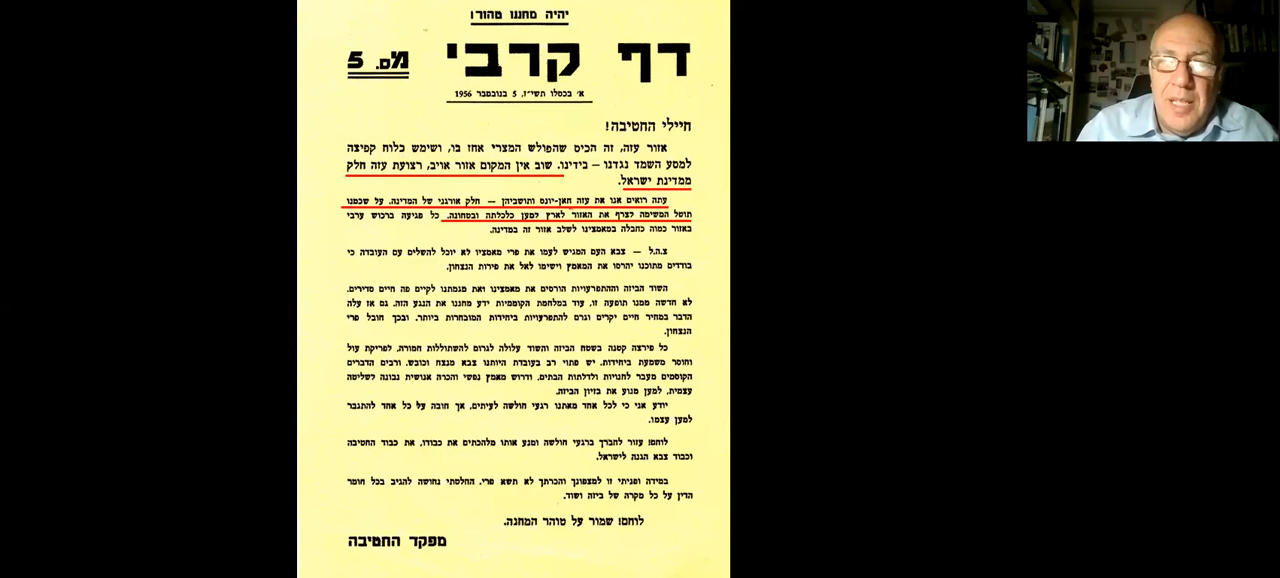 יהיה מחננו טהור!
דף קרבי
מס. 5
א׳ בכסלו תשי״ז, 5 בנובמבר 1956
חיילי החטיבה!
אזור עזה, זה הכיס שהפולש המצרי אחז בו, ושימש כלוח קפיצה
למסע השמד נגדנו — בידינו. שוב אין המקום אזור אויב, רצועת עזה חלק
ממדינת ישראל.
עתה רואים אנו את עזה חאן-יונס ותושביהן — חלק אורגני של המדינה. על שכמנו
תוטל המשימה לצרף את האזור לארץ למען כלכלתה ובטחונה. כל פגיעה ברכוש ערבי
באזור כמוה כחבלה במאמצינו לשלב אזור זה במדינה.
צ.ה.ל — צבא העם המגיש לעמו את פרי מאמציו לא יוכל להשלים עם העובדה כי
בודדים מתוכנו יהרסו את המאמץ וישימו לאל את פירות הנצחון.
השוד הביזה וההתפרעויות הורסים את מאמצינו ואת מגמתנו לקיים פה חיים סדירים.
לא חדשה ממנו תופעה זו, עוד במלחמת הקוממיות ידע מחננו את הנגע הזה. גם אז עלה
הדבר במחיר חיים יקרים וגרם להתפרעויות ביחידות המובחרות ביותר. ובכך חובל פרי
הנצחון.
כל פירצה קטנה בשטח הביזה והשוד עלולה לגרום להשתוללות חמורה, לפריקת עול
וחוסר משמעת ביחידות. יש פתוי רב בעובדת היותנו צבא מנצח וכובש. ורבים הדברים
הקוסמים מעבר לחנויות ולדלתות הבתים, ודרוש מאמץ נפשי והכרה אנושית נבונה לשליטה
עצמית, למען מנוע את בזיון הביזה.
יודע אני כי לכל אחד מאתנו רגעי חולשה לעיתים, אך חובה על כל אחד להתגבר
למען עצמו.
לוחם! עזור לחברך ברגעי חולשה ומנע אותו מלהכתים את כבודו, את כבוד החטיבה
וכבוד צבא הגנה לישראל.
במידה ופניתי זו למצפונך והכרתך לא תשא פרי, החלטתי נחושה להגיב בכל חומר
הדין על כל מקרה של ביזה ושוד.
לוחם! שמור על טוהר המחנה.
מפקד החטיבה